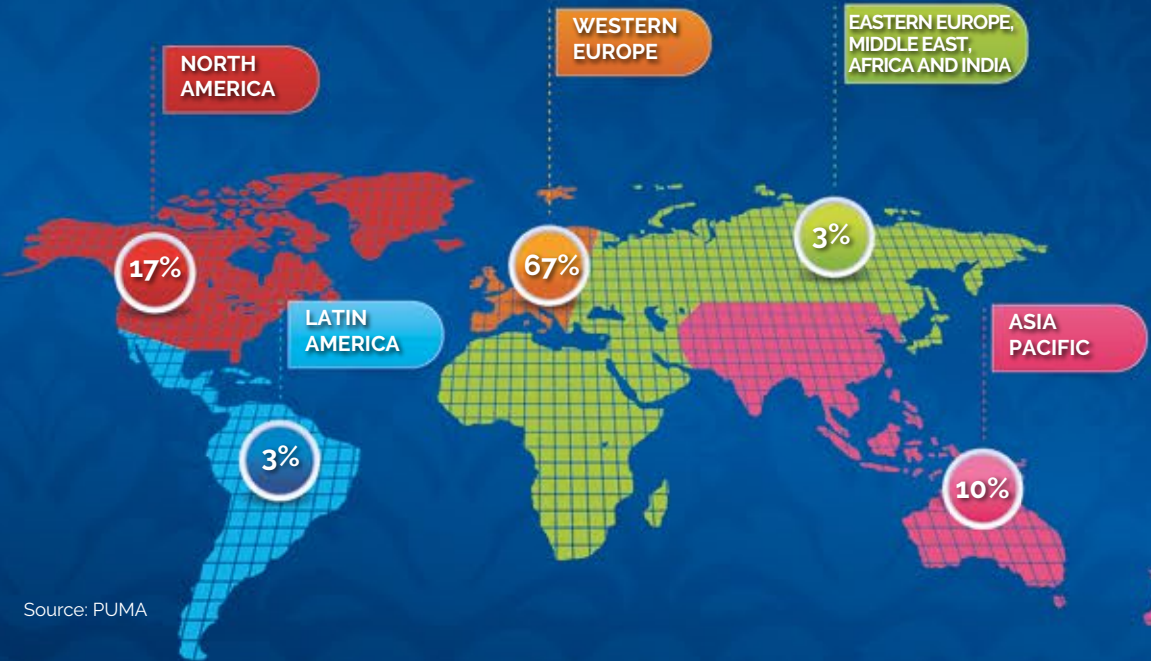 NORTH
AMERICA
17%
WESTERN
EUROPE
67%
EASTERN EUROPE,
MIDDLE EAST,
AFRICA AND INDIA
3%
LATIN
AMERICA
3%
ASIA
PACIFIC
10%
Source: PUMA